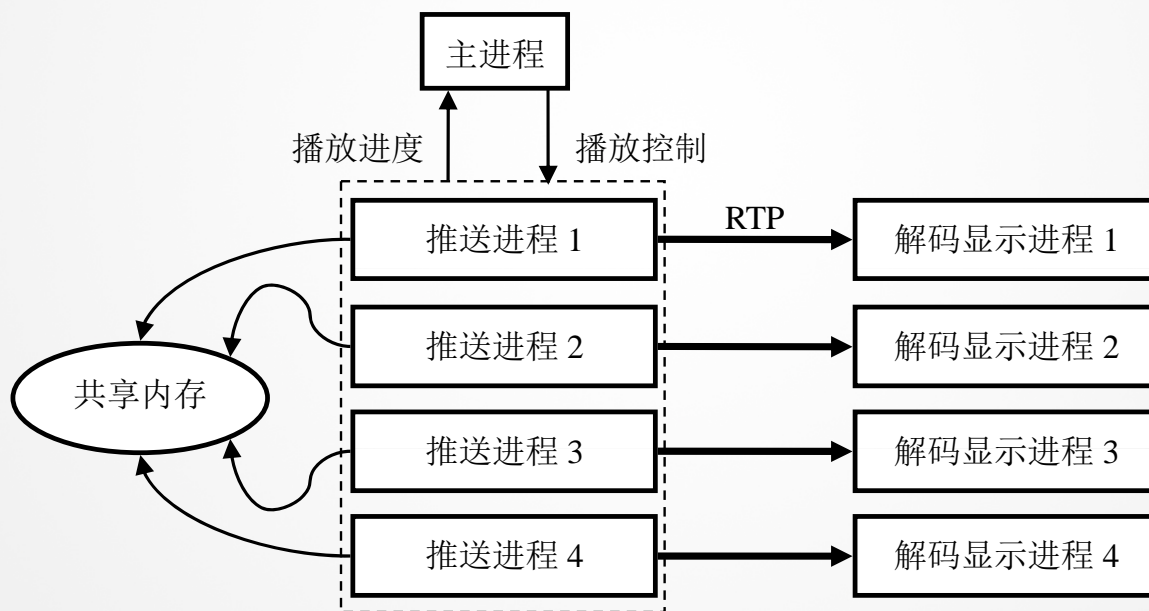 主进程
播放进度
播放控制
推送进程 1
RTP
解码显示进程 1
推送进程 2
解码显示进程 2
共享内存
推送进程 3
解码显示进程 3
推送进程 4
解码显示进程 4